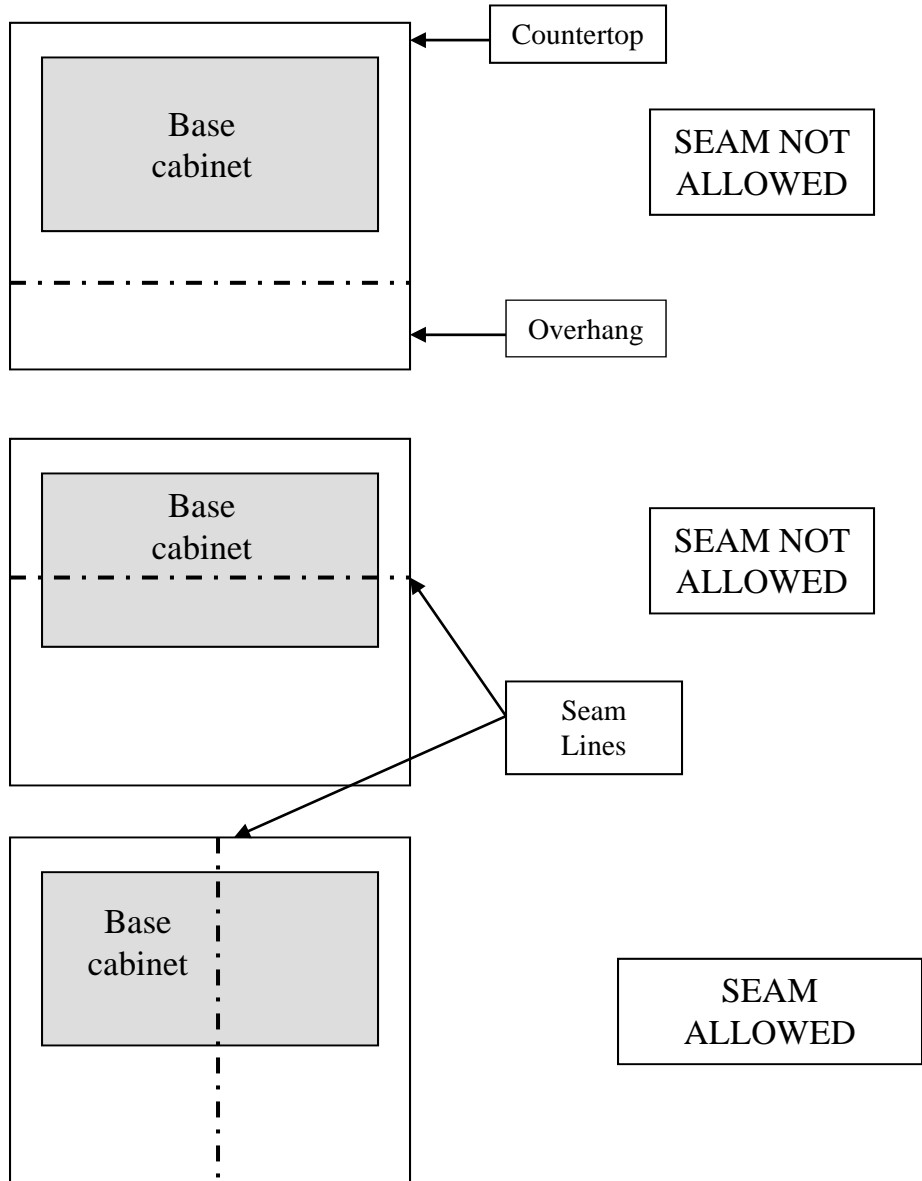 Countertop
Base
cabinet
SEAM NOT
ALLOWED
Overhang
Base
cabinet
SEAM NOT
ALLOWED
Seam
Lines
Base
cabinet
SEAM
ALLOWED